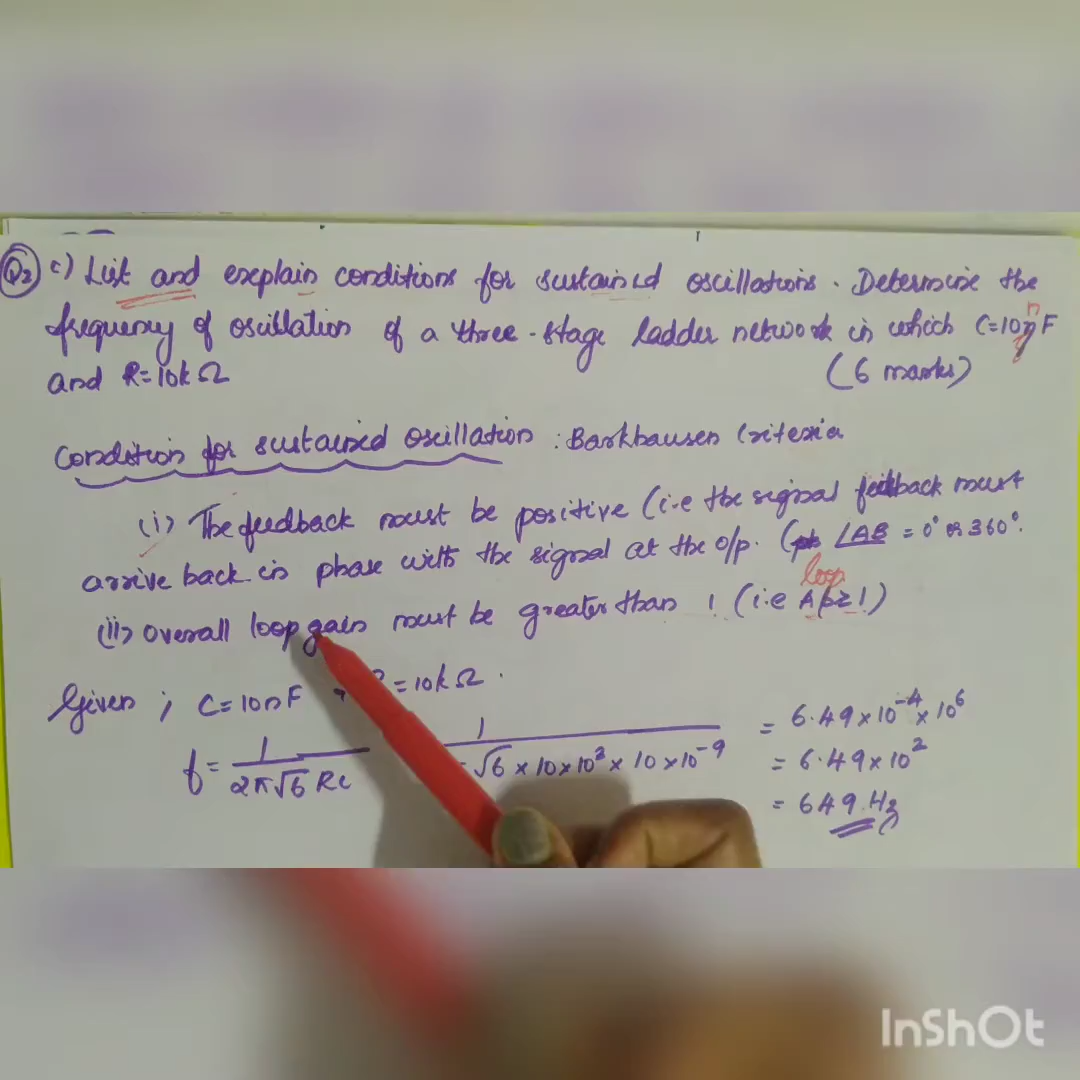 Q2 c) List and explain conditions for sustained oscillations. Determine the
frequency of oscillation of a three-stage ladder network in which C=10nF
and R=10kΩ (6 marks)
Condition for sustained Oscillation : Barkhausen Criteria
(i) The feedback must be positive (i.e the signal feedback must
arrive back in phase with the signal at the o/p. ( ∠AB = 0° or 360°.
loop
(ii) Overall loop gain must be greater than 1. (i.e Aβ≥1)
Given ; C=10nF = 10kΩ.
f = 1 / 2π√6 RC 1 / √6 × 10×10³ × 10×10⁻⁹ = 6.49×10⁻⁴ × 10⁶
= 6.49×10²
= 649 Hz
InShOt